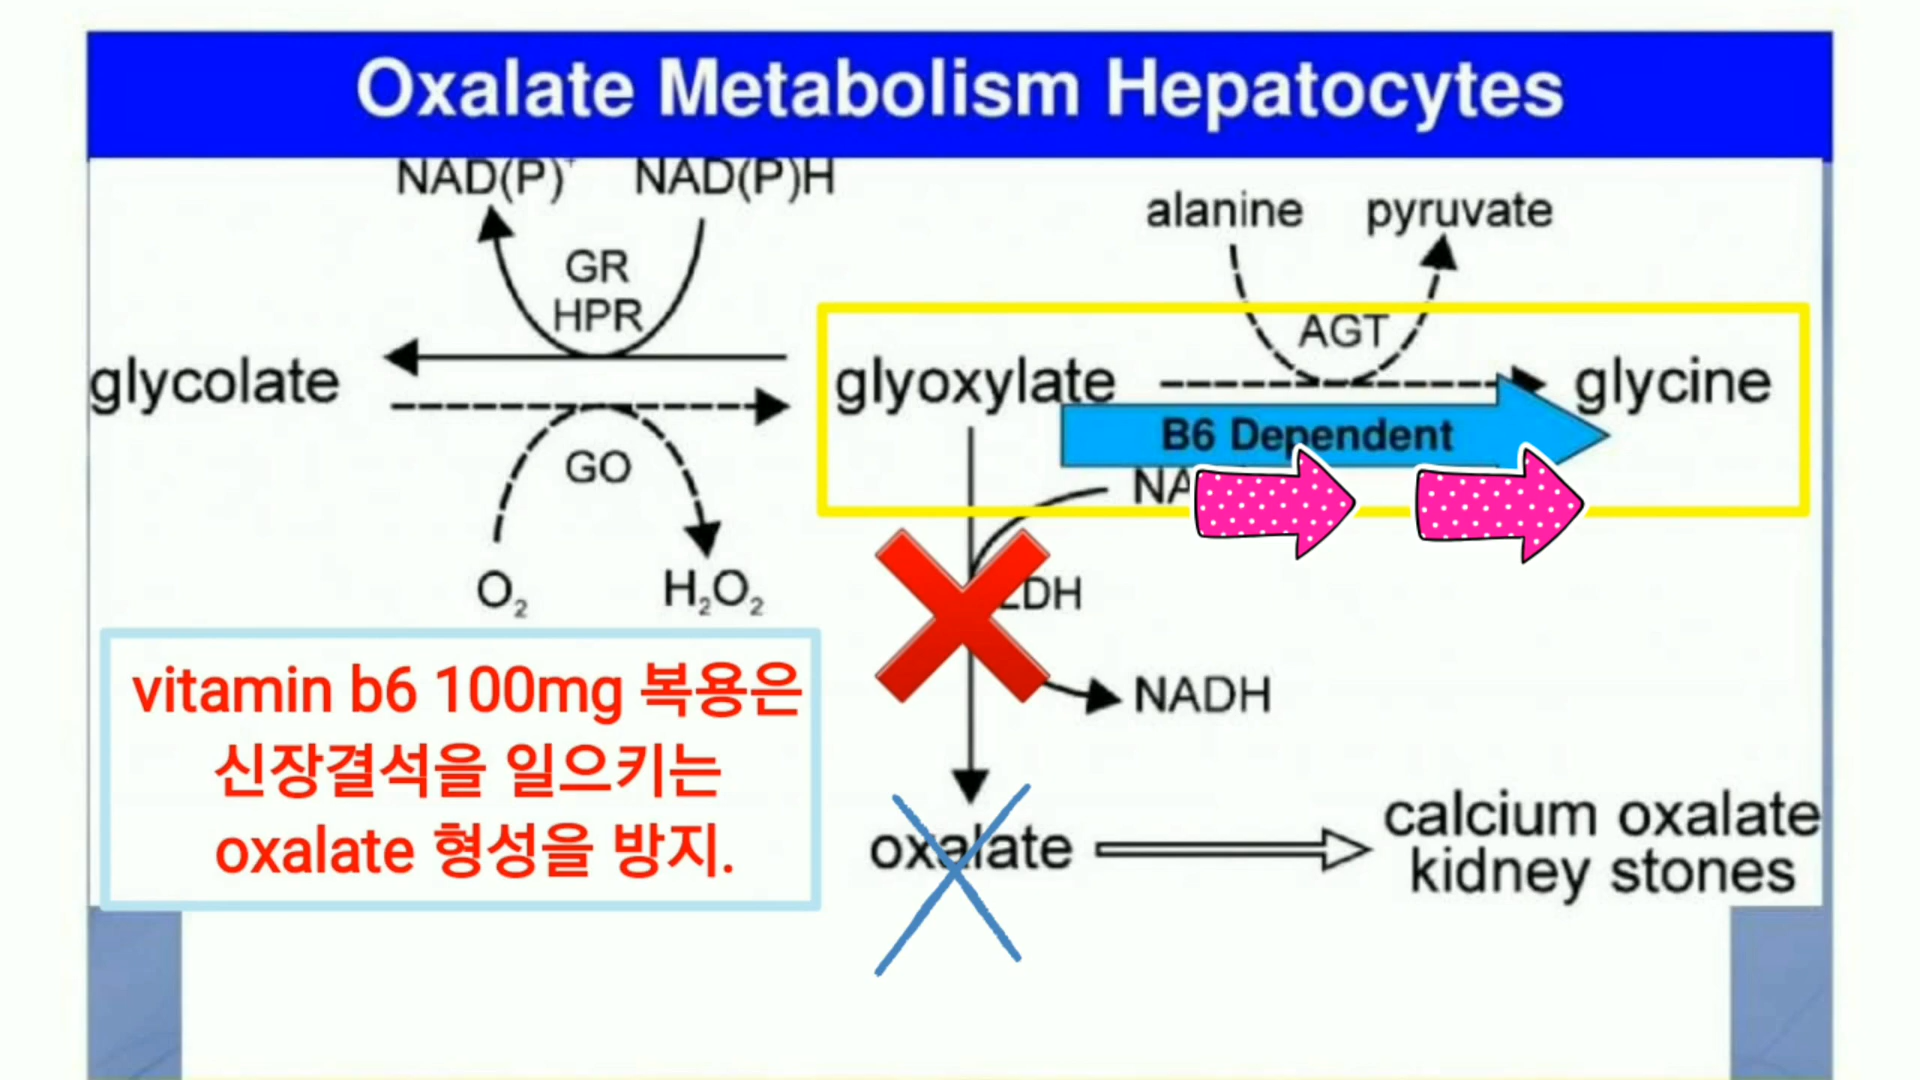 Oxalate Metabolism Hepatocytes
NAD(P)⁺ NAD(P)H
alanine pyruvate
GR
HPR
AGT
glycolate
glyoxylate
glycine
B6 Dependent
GO
O₂ H₂O₂
LDH
NADH
vitamin b6 100mg 복용은
신장결석을 일으키는
oxalate 형성을 방지.
oxalate
calcium oxalate
kidney stones